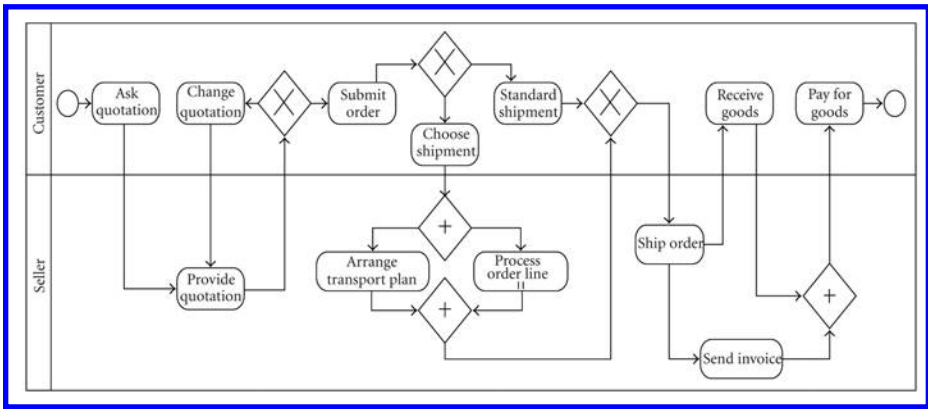 Customer
Ask
quotation
Change
quotation
Submit
order
Choose
shipment
Standard
shipment
Receive
goods
Pay for
goods
Seller
Provide
quotation
Arrange
transport plan
Process
order line
Ship order
Send invoice